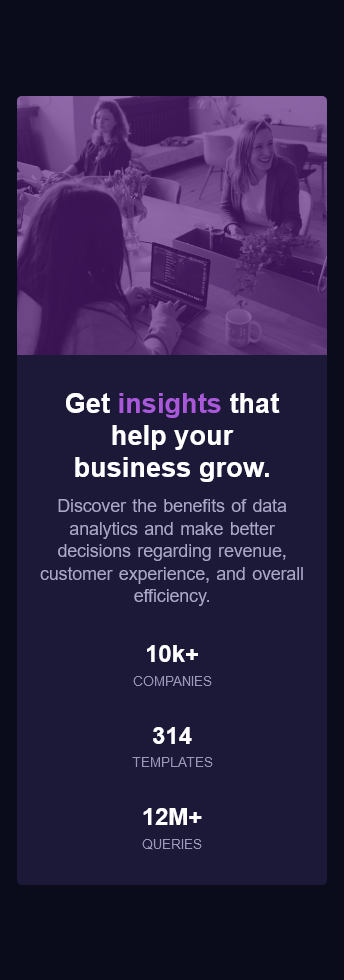 Get insights that
help your
business grow.
Discover the benefits of data
analytics and make better
decisions regarding revenue,
customer experience, and overall
efficiency.
10k+
COMPANIES
314
TEMPLATES
12M+
QUERIES